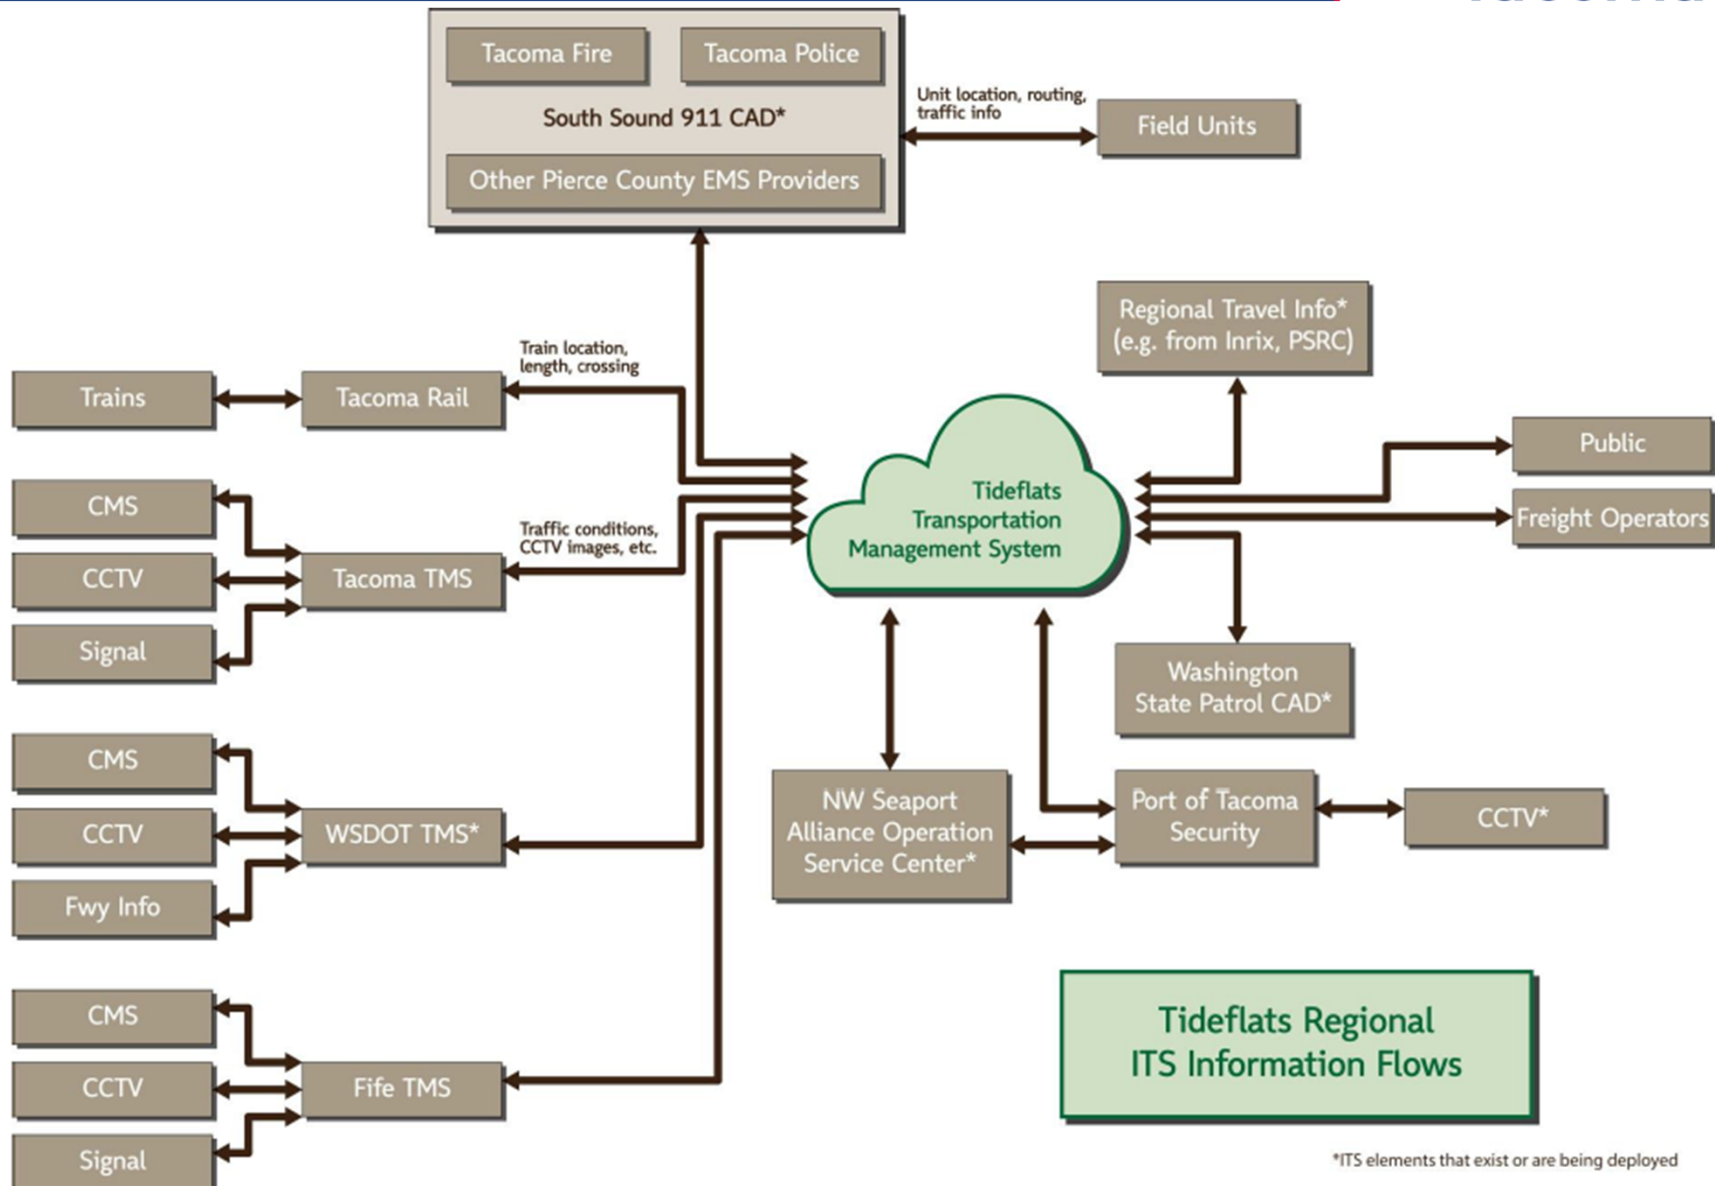 Tacoma Fire
Tacoma Police
South Sound 911 CAD*
Other Pierce County EMS Providers
Unit location, routing,
traffic info
Field Units
Regional Travel Info*
(e.g. from Inrix, PSRC)
Train location,
length, crossing
Trains
Tacoma Rail
Public
Freight Operators
CMS
CCTV
Signal
Tacoma TMS
Traffic conditions,
CCTV images, etc.
Tideflats
Transportation
Management System
Washington
State Patrol CAD*
CMS
CCTV
Fwy Info
WSDOT TMS*
NW Seaport
Alliance Operation
Service Center*
Port of Tacoma
Security
CCTV*
CMS
CCTV
Signal
Fife TMS
Tideflats Regional
ITS Information Flows
*ITS elements that exist or are being deployed